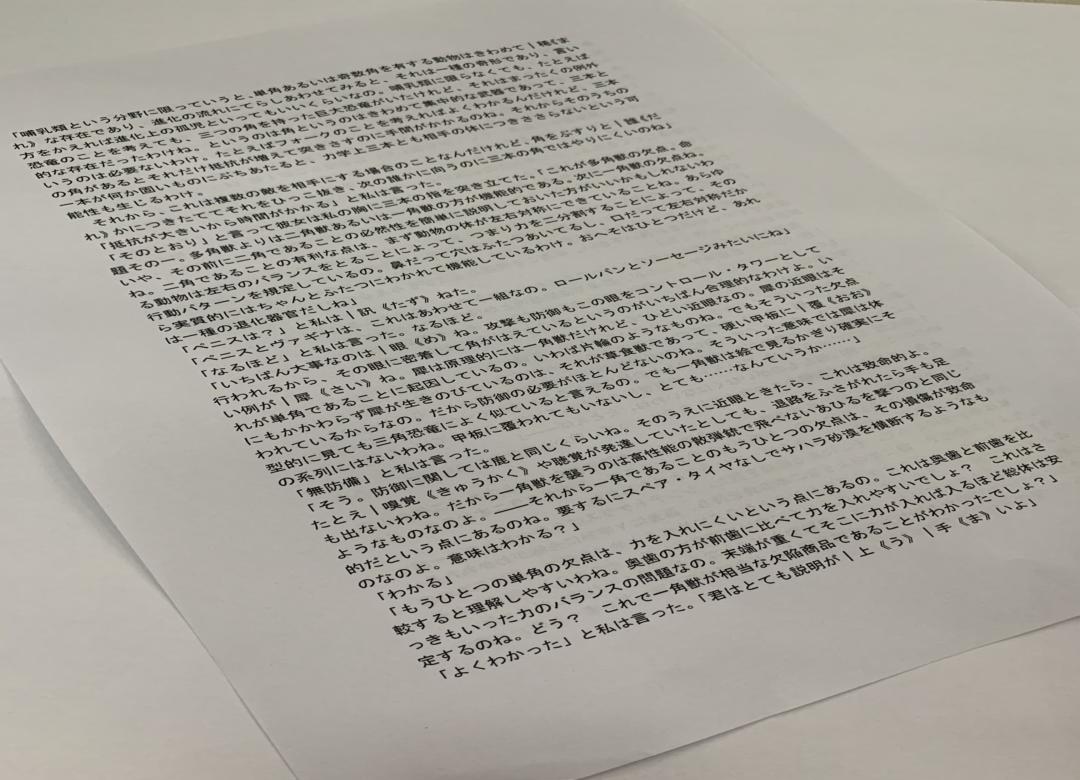 「哺乳類という分野に限っていうと、単角あるいは奇数角を有する動物はきわめて｜稀《ま
れ》な存在であり、進化の流れにてらしあわせてみると、それは一種の奇形であり、言い
方をかえれば進化上の孤児といってもいいくらいなの。哺乳類に限らなくても、たとえば
恐竜のことを考えても、三つの角を持った巨大恐竜がいたけれど、それはまったくの例外
的な存在だったわけね。というのは角というのはきわめて集中的な武器であって、三本と
いうのは必要ないわけ。たとえばフォークのことを考えればよくわかるんだけれど、三本
の角があるとそれだけ抵抗が増えて突きさすのに手間がかかるのね。それからそのうちの
一本が何か固いものにぶちあたると、力学上三本とも相手の体につきささらないという可
能性も生じるわけ。
それから、これは複数の敵を相手にする場合のことなんだけれど、角をぶすりと｜誰《だ
れ》かにつきたててそれをひっこ抜き、次の誰かに向うのに三本の角ではやりにくいのね」
「抵抗が大きいから時間がかかる」と私は言った。
「そのとおり」と言って彼女は私の胸に三本の指を突き立てた。「これが多角獣の欠点。命
題その一。多角獣よりは二角獣あるいは一角獣の方が機能的である。次に一角獣の欠点ね。
いや、その前に二角であることの必然性を簡単に説明しておいた方がいいかもしれないわ
ね。二角であることの有利な点は、まず動物の体が左右対称にできていることね。あらゆ
る動物は左右のバランスをとることによって、つまり力を二分割することによって、その
行動パターンを規定しているの。鼻だって穴はふたつあいてるし、口だって左右対称だか
ら実質的にはちゃんとふたつにわかれて機能しているわけ。おへそはひとつだけど、あれ
は一種の退化器官だしね」
「ペニスは？」と私は｜訊《たず》ねた。
「ペニスとヴァギナは、これはあわせて一組なの。ロールパンとソーセージみたいにね」
「なるほど」と私は言った。なるほど。
「いちばん大事なのは｜眼《め》ね。攻撃も防御もこの眼をコントロール・タワーとして
行われるから、その眼に密着して角がはえているというのがいちばん合理的なわけよ。い
い例が｜犀《さい》ね。犀は原理的には一角獣だけれど、ひどい近眼なの。犀の近眼はそ
れが単角であることに起因しているの。いわば片輪のようなものね。でもそういった欠点
にもかかわらず犀が生きのびているのは、それが草食獣であって、硬い甲板に｜覆《おお》
われているからなの。だから防御の必要がほとんどないのね。そういった意味では犀は体
型的に見ても三角恐竜によく似ていると言えるの。でも一角獣は絵で見るかぎり確実にそ
の系列にはないわね。甲板に覆われてもいないし、とても……なんていうか……」
「無防備」と私は言った。
「そう。防御に関しては鹿と同じくらいね。そのうえに近眼ときたら、これは致命的よ。
たとえ｜嗅覚《きゅうかく》や聴覚が発達していたとしても、退路をふさがれたら手も足
も出ないわね。だから一角獣を襲うのは高性能の散弾銃で飛べないあひるを撃つのと同じ
ようなものなのよ。――それから一角であることのもうひとつの欠点は、その損傷が致命
的だという点にあるのね。要するにスペア・タイヤなしでサハラ砂漠を横断するようなも
のなのよ。意味はわかる？」
「わかる」
「もうひとつの単角の欠点は、力を入れにくいという点にあるの。これは奥歯と前歯を比
較すると理解しやすいわね。奥歯の方が前歯に比べて力を入れやすいでしょ？　これはさ
っきもいった力のバランスの問題なの。末端が重くてそこに力が入れば入るほど総体は安
定するのね。どう？　これで一角獣が相当な欠陥商品であることがわかったでしょ？」
「よくわかった」と私は言った。「君はとても説明が｜上《う》｜手《ま》いよ」